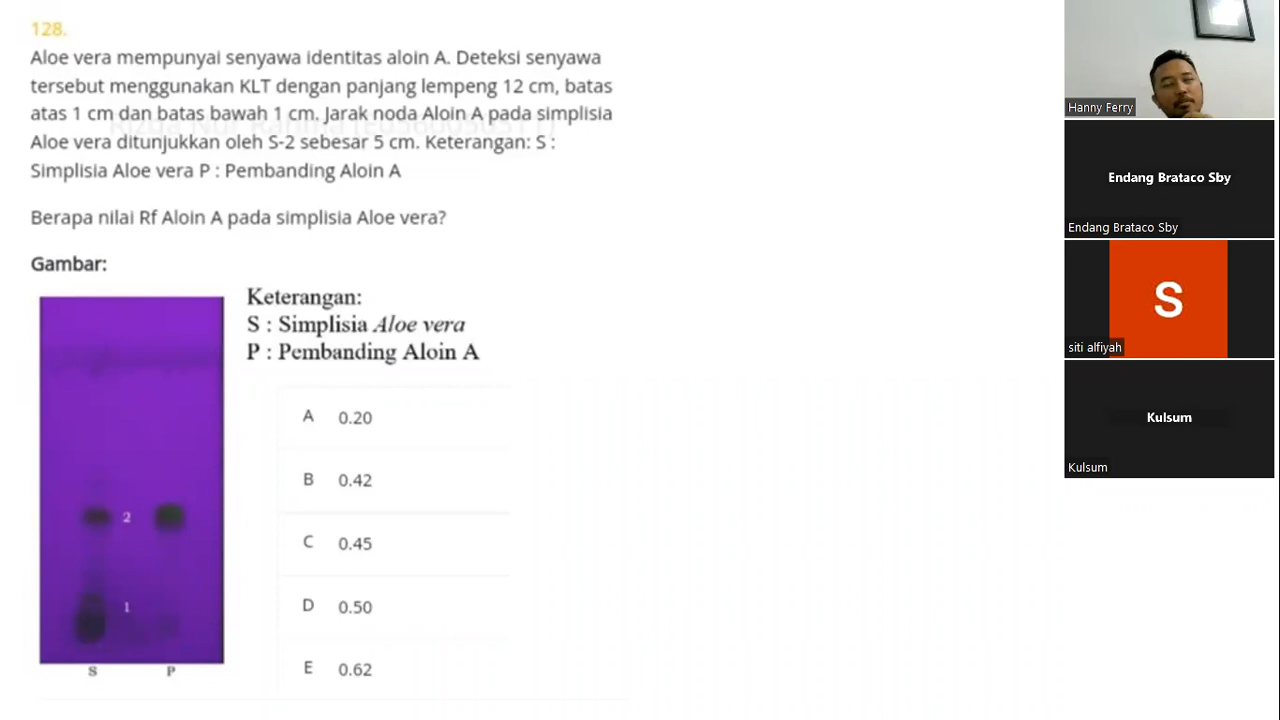 128.
Aloe vera mempunyai senyawa identitas aloin A. Deteksi senyawa
tersebut menggunakan KLT dengan panjang lempeng 12 cm, batas
atas 1 cm dan batas bawah 1 cm. Jarak noda Aloin A pada simplisia
Aloe vera ditunjukkan oleh S-2 sebesar 5 cm. Keterangan: S :
Simplisia Aloe vera P : Pembanding Aloin A
Berapa nilai Rf Aloin A pada simplisia Aloe vera?
Gambar:
Keterangan:
S : Simplisia Aloe vera
P : Pembanding Aloin A
2
1
S P
A 0.20
B 0.42
C 0.45
D 0.50
E 0.62
Hanny Ferry
Endang Brataco Sby
Endang Brataco Sby
S
siti alfiyah
Kulsum
Kulsum